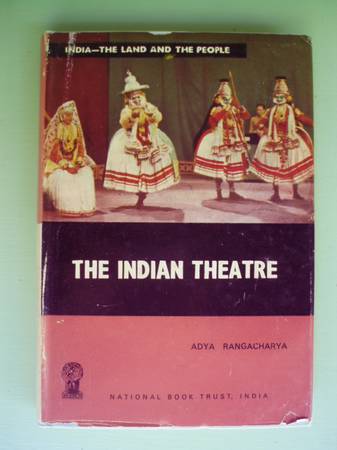 INDIA—THE LAND AND THE PEOPLE
THE INDIAN THEATRE
ADYA RANGACHARYA
NATIONAL BOOK TRUST, INDIA